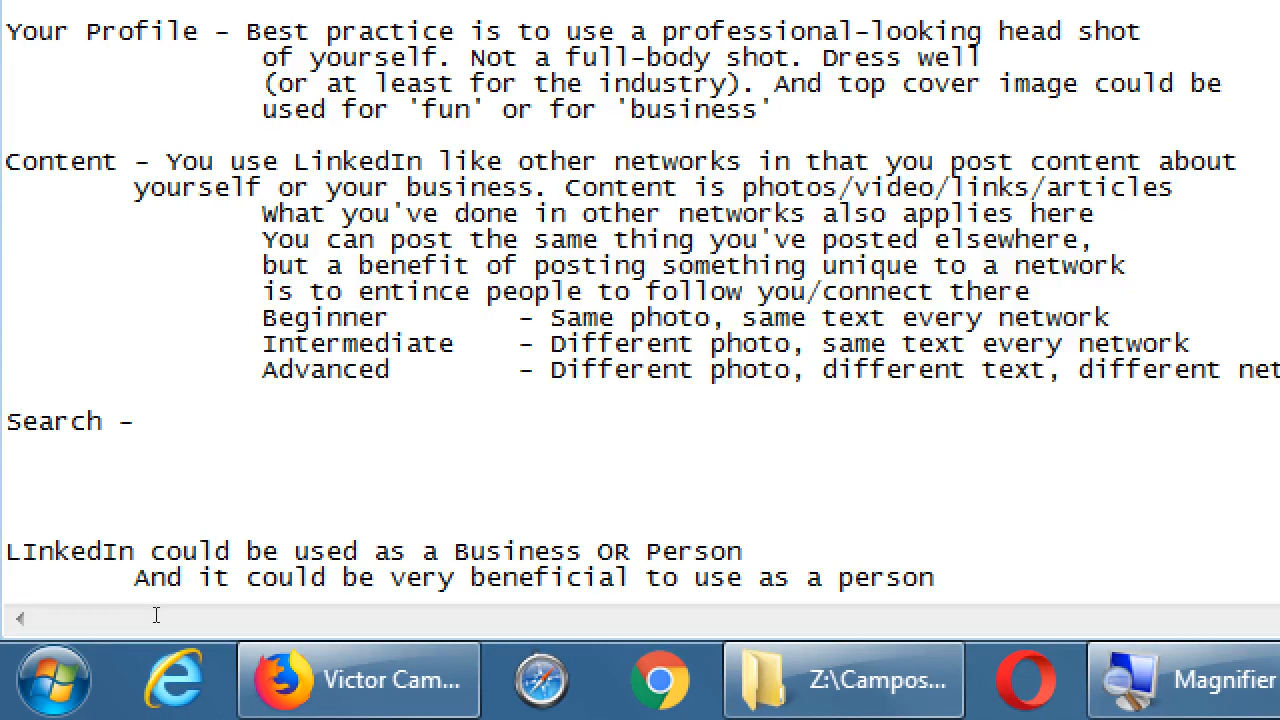 Your Profile - Best practice is to use a professional-looking head shot
of yourself. Not a full-body shot. Dress well
(or at least for the industry). And top cover image could be
used for 'fun' or for 'business'
Content - You use LinkedIn like other networks in that you post content about
yourself or your business. Content is photos/video/links/articles
What you've done in other networks also applies here
You can post the same thing you've posted elsewhere,
but a benefit of posting something unique to a network
is to entince people to follow you/connect there
Beginner - Same photo, same text every network
Intermediate - Different photo, same text every network
Advanced - Different photo, different text, different net
Search -
LInkedIn could be used as a Business OR Person
And it could be very beneficial to use as a person
Victor Cam... Z:\Campos... Magnifier